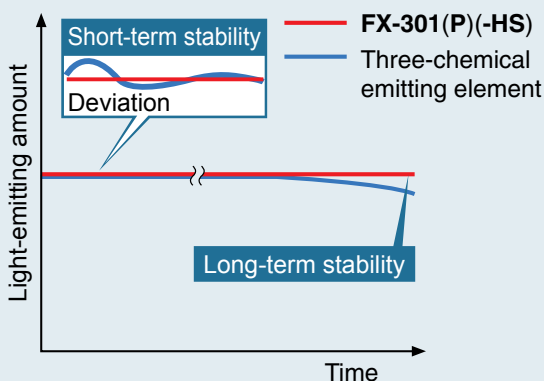 Short-term stability
Deviation
FX-301(P)(-HS)
Three-chemical
emitting element
Light-emitting amount
Long-term stability
Time